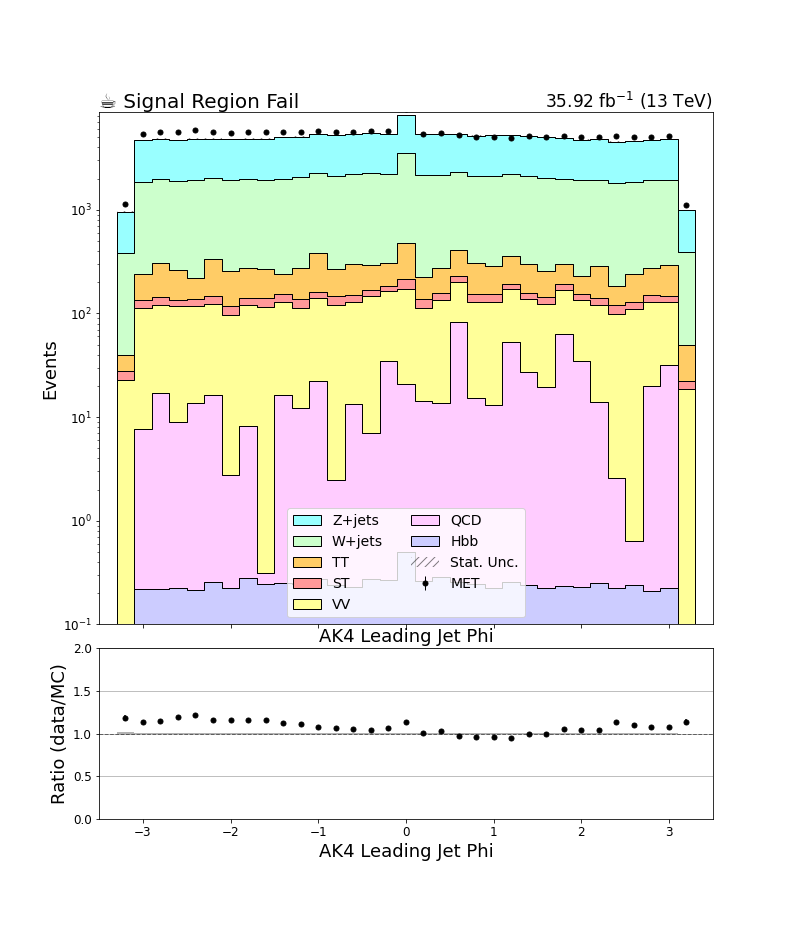 ☕ Signal Region Fail
35.92 fb⁻¹ (13 TeV)
Events
10³
10²
10¹
10⁰
10⁻¹
Z+jets
W+jets
TT
ST
VV
QCD
Hbb
Stat. Unc.
MET
AK4 Leading Jet Phi
Ratio (data/MC)
2.0
1.5
1.0
0.5
0.0
−3 −2 −1 0 1 2 3
AK4 Leading Jet Phi